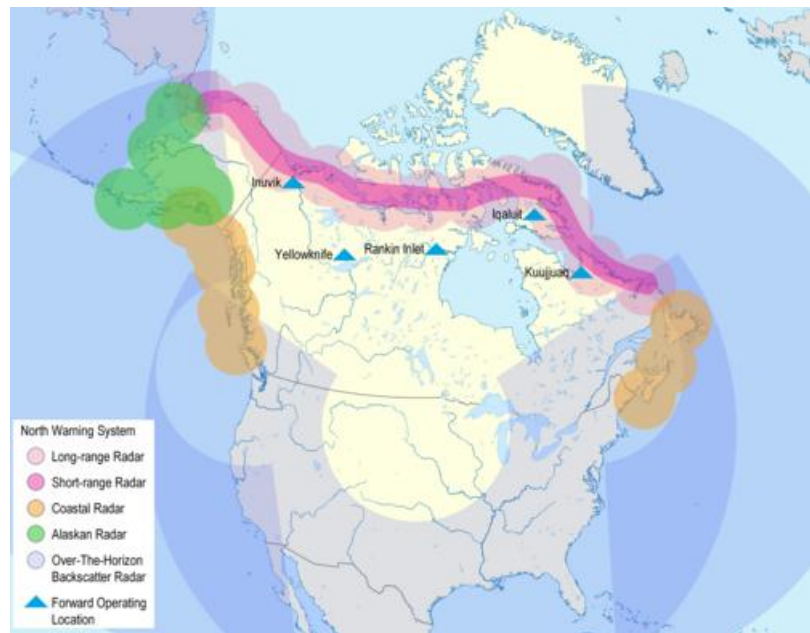 Inuvik
Iqaluit
Yellowknife
Rankin Inlet
Kuujjuaq
North Warning System
Long-range Radar
Short-range Radar
Coastal Radar
Alaskan Radar
Over-The-Horizon
Backscatter Radar
Forward Operating
Location